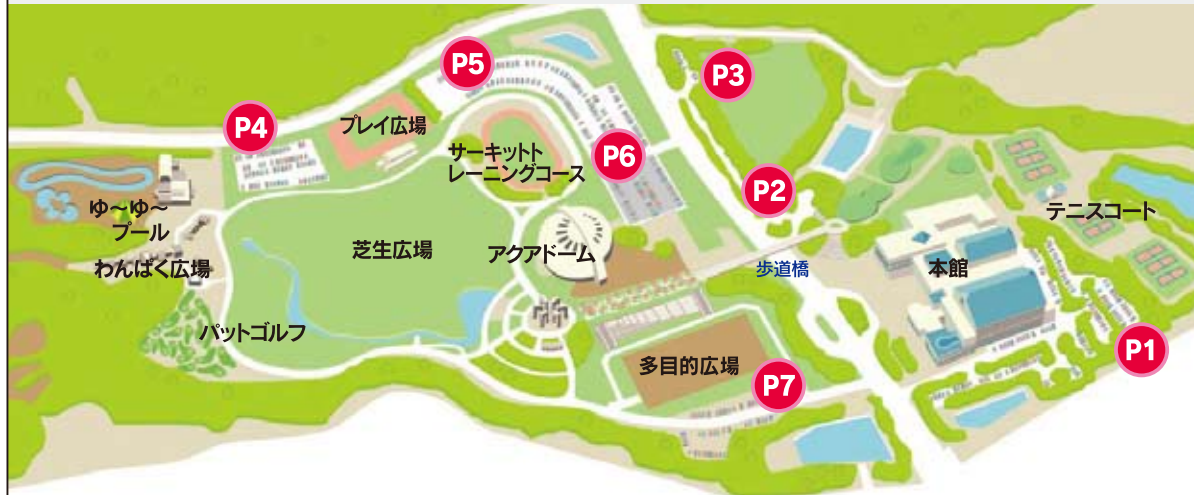 P5
P3
P4
プレイ広場
サーキットト
レーニングコース
P6
P2
ゆ～ゆ～
プール
テニスコート
芝生広場
アクアドーム
わんぱく広場
歩道橋
本館
パットゴルフ
多目的広場
P7
P1